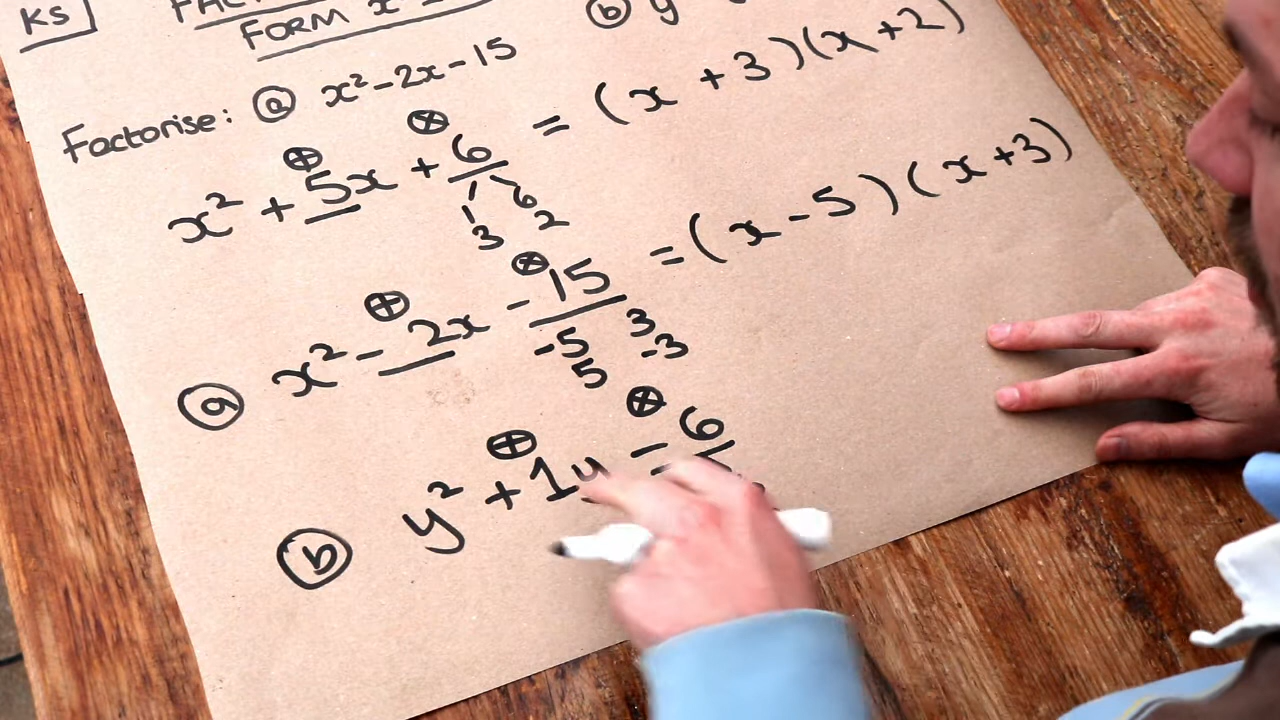 KS
FORM x
Factorise: ⓐ x² - 2x - 15
ⓑ y
⊕ ⊗
x² + 5x + 6 = (x + 3)(x + 2)
6
3 2
⊕ ⊗
ⓐ x² - 2x - 15 = (x - 5)(x + 3)
-5 3
5 -3
⊕ ⊗
ⓑ y² + 1y - 6